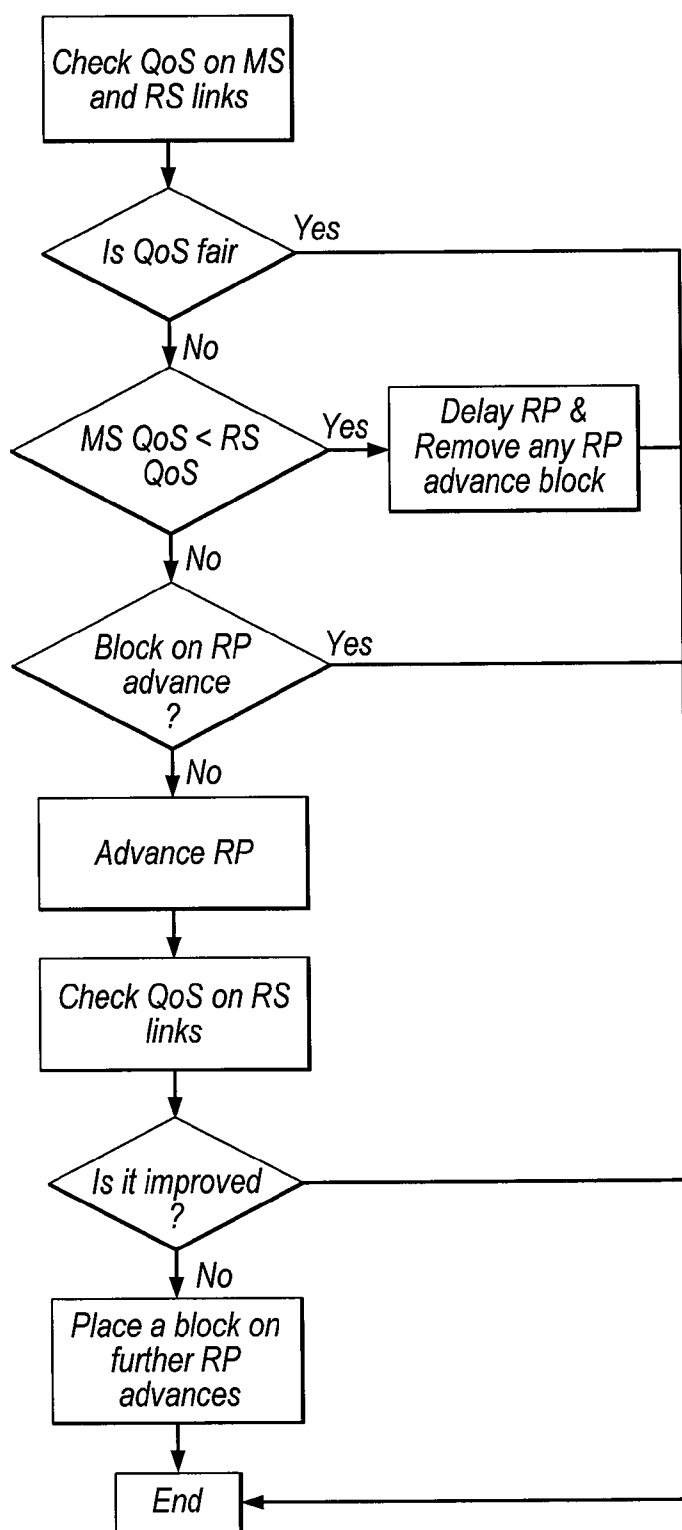 Check QoS on MS
and RS links
Is QoS fair
Yes
No
MS QoS < RS
QoS
Yes
Delay RP &
Remove any RP
advance block
No
Block on RP
advance
?
Yes
No
Advance RP
Check QoS on RS
links
Is it improved
?
No
Place a block on
further RP
advances
End